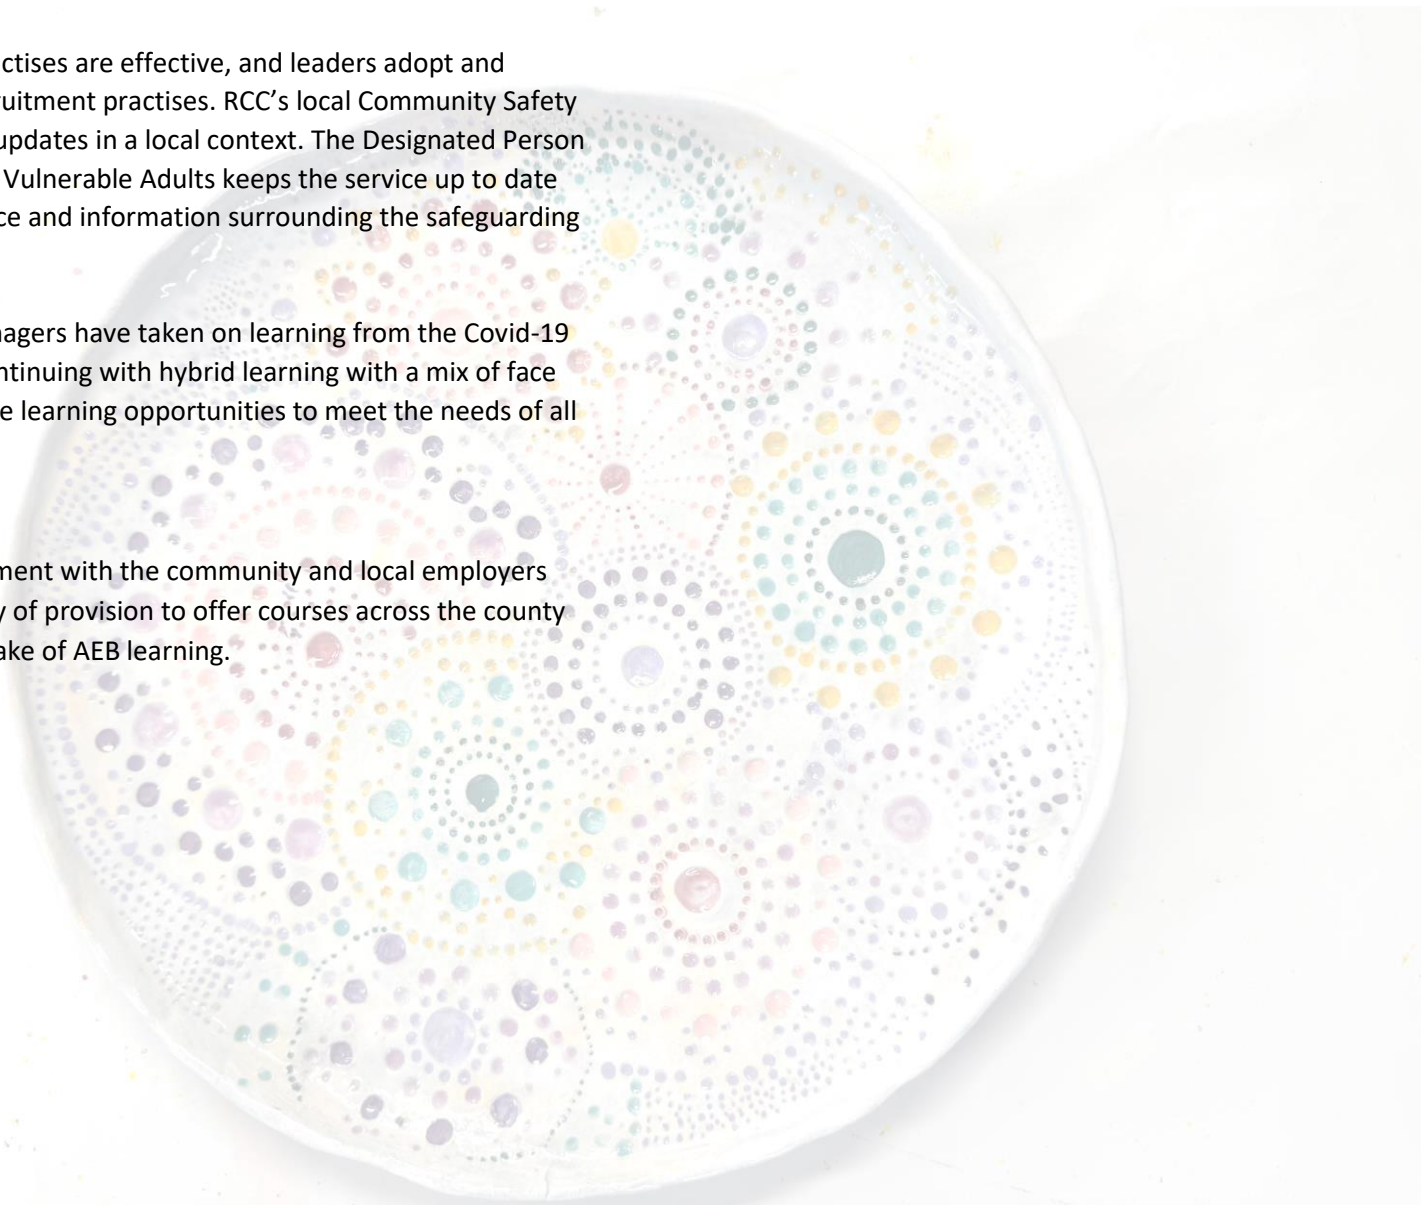 ctises are effective, and leaders adopt and
ruitment practises. RCC’s local Community Safety
updates in a local context. The Designated Person
Vulnerable Adults keeps the service up to date
ce and information surrounding the safeguarding
nagers have taken on learning from the Covid-19
ntinuing with hybrid learning with a mix of face
e learning opportunities to meet the needs of all
ment with the community and local employers
y of provision to offer courses across the county
ake of AEB learning.